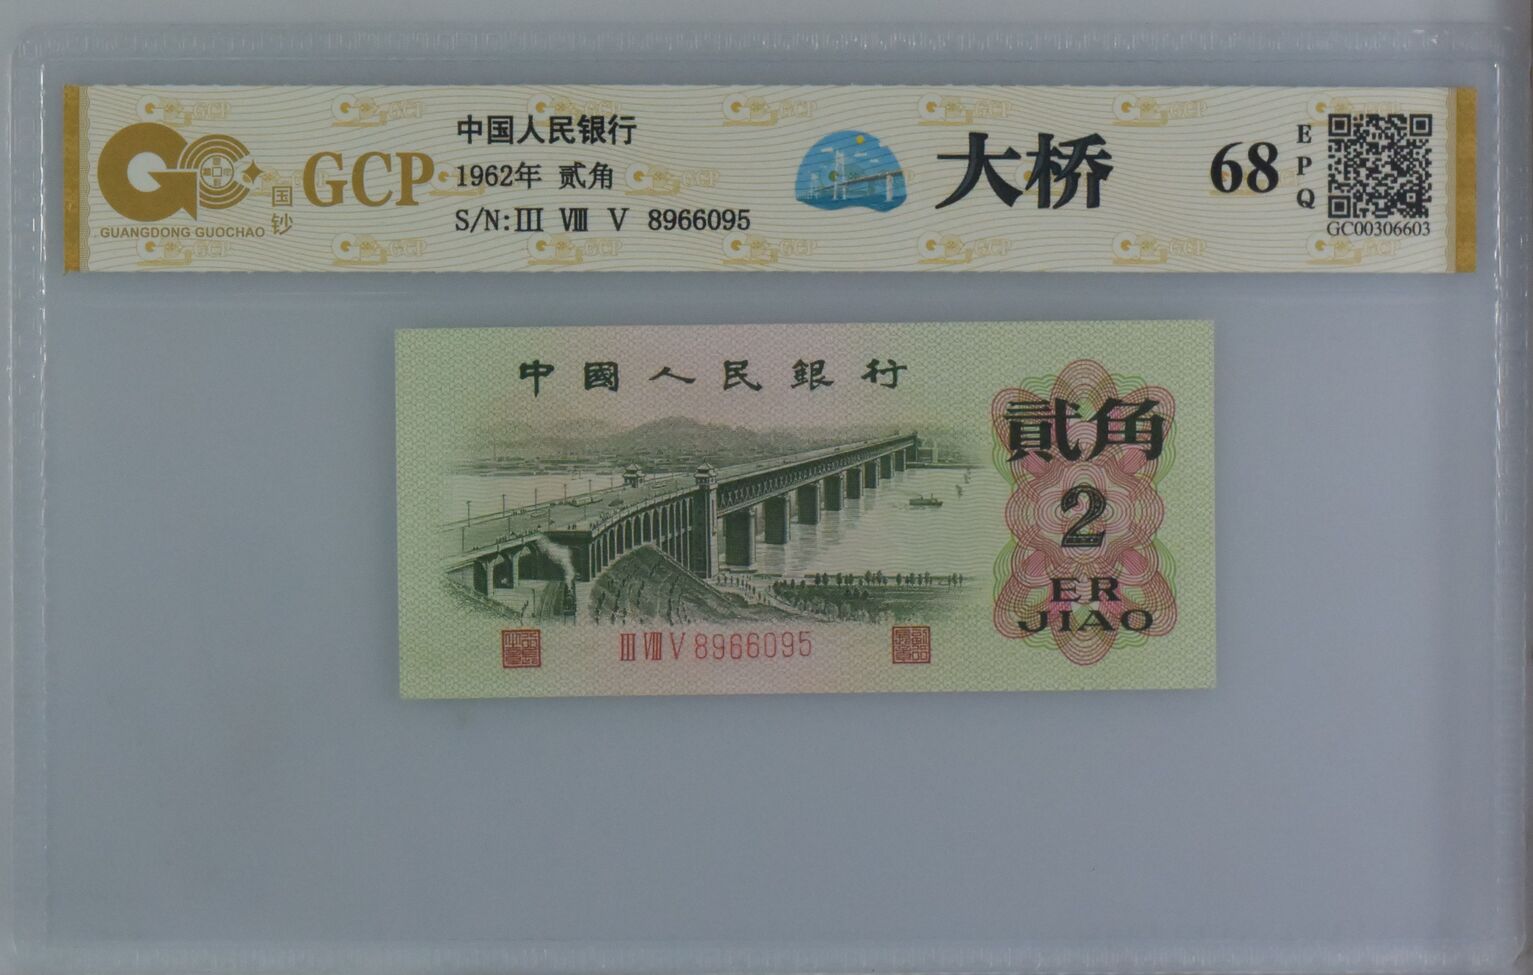 GCP
国钞
GUANGDONG GUOCHAO
中国人民银行
1962年 贰角
S/N:III VIII V 8966095
大桥
68
EPQ
GC00306603
中國人民銀行
貳角
2
ER
JIAO
III VIII V 8966095